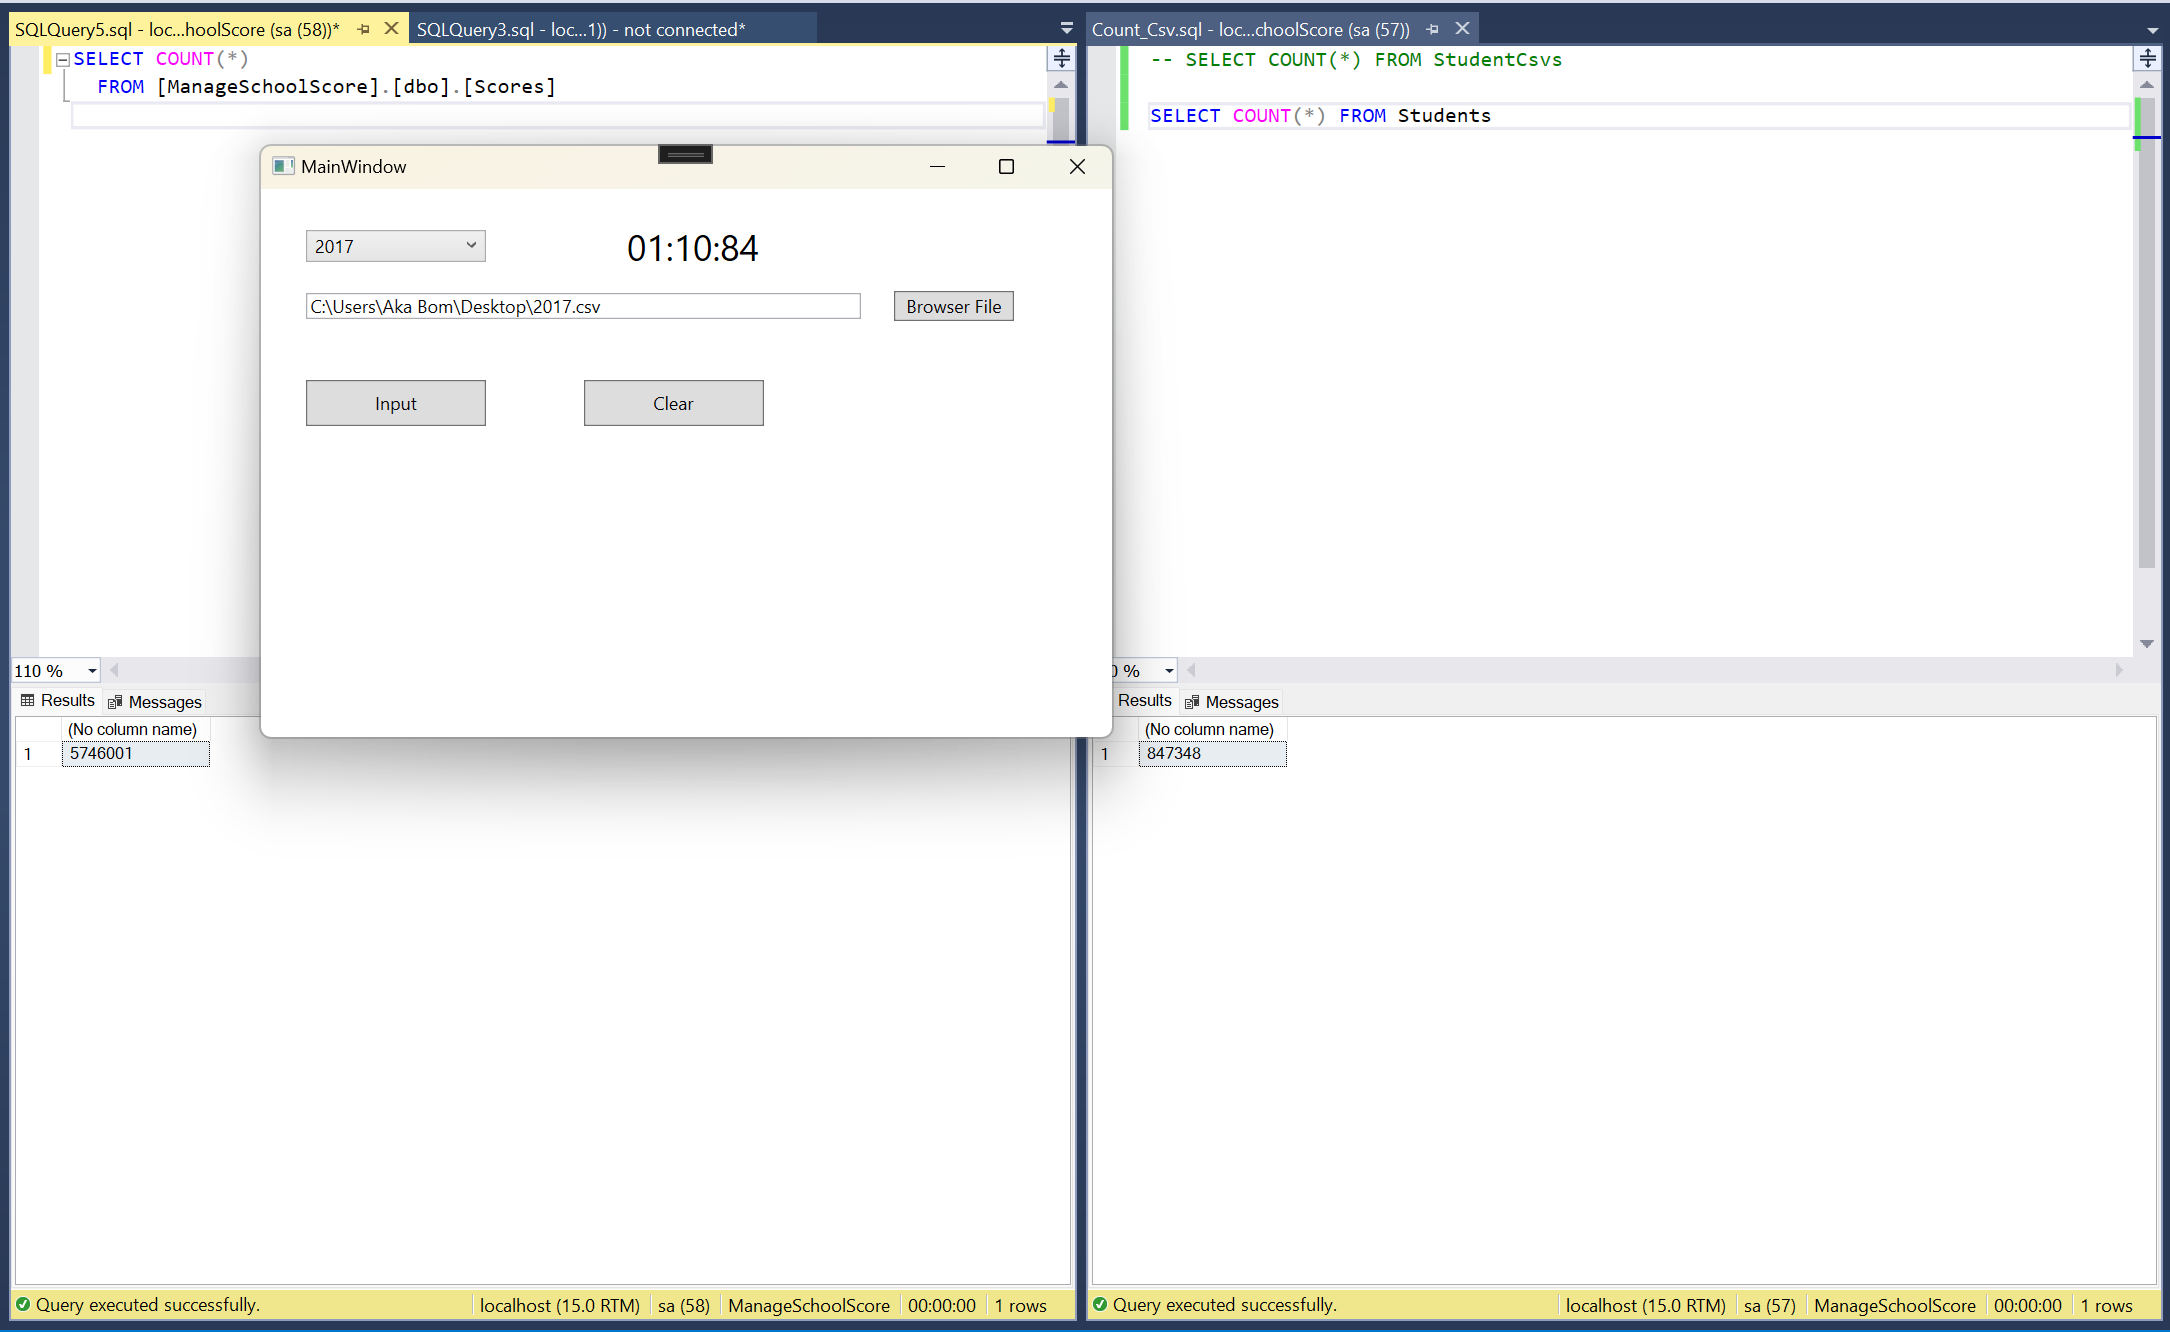 SQLQuery5.sql - loc...hoolScore (sa (58))*
SQLQuery3.sql - loc...1)) - not connected*
SELECT COUNT(*)
FROM [ManageSchoolScore].[dbo].[Scores]
Count_Csv.sql - loc...choolScore (sa (57))
-- SELECT COUNT(*) FROM StudentCsvs
SELECT COUNT(*) FROM Students
MainWindow
2017
01:10:84
C:\Users\Aka Bom\Desktop\2017.csv
Browser File
Input
Clear
110 %
Results
Messages
(No column name)
1
5746001
Query executed successfully.
localhost (15.0 RTM)
sa (58)
ManageSchoolScore
00:00:00
1 rows
%
Results
Messages
(No column name)
1
847348
Query executed successfully.
localhost (15.0 RTM)
sa (57)
ManageSchoolScore
00:00:00
1 rows